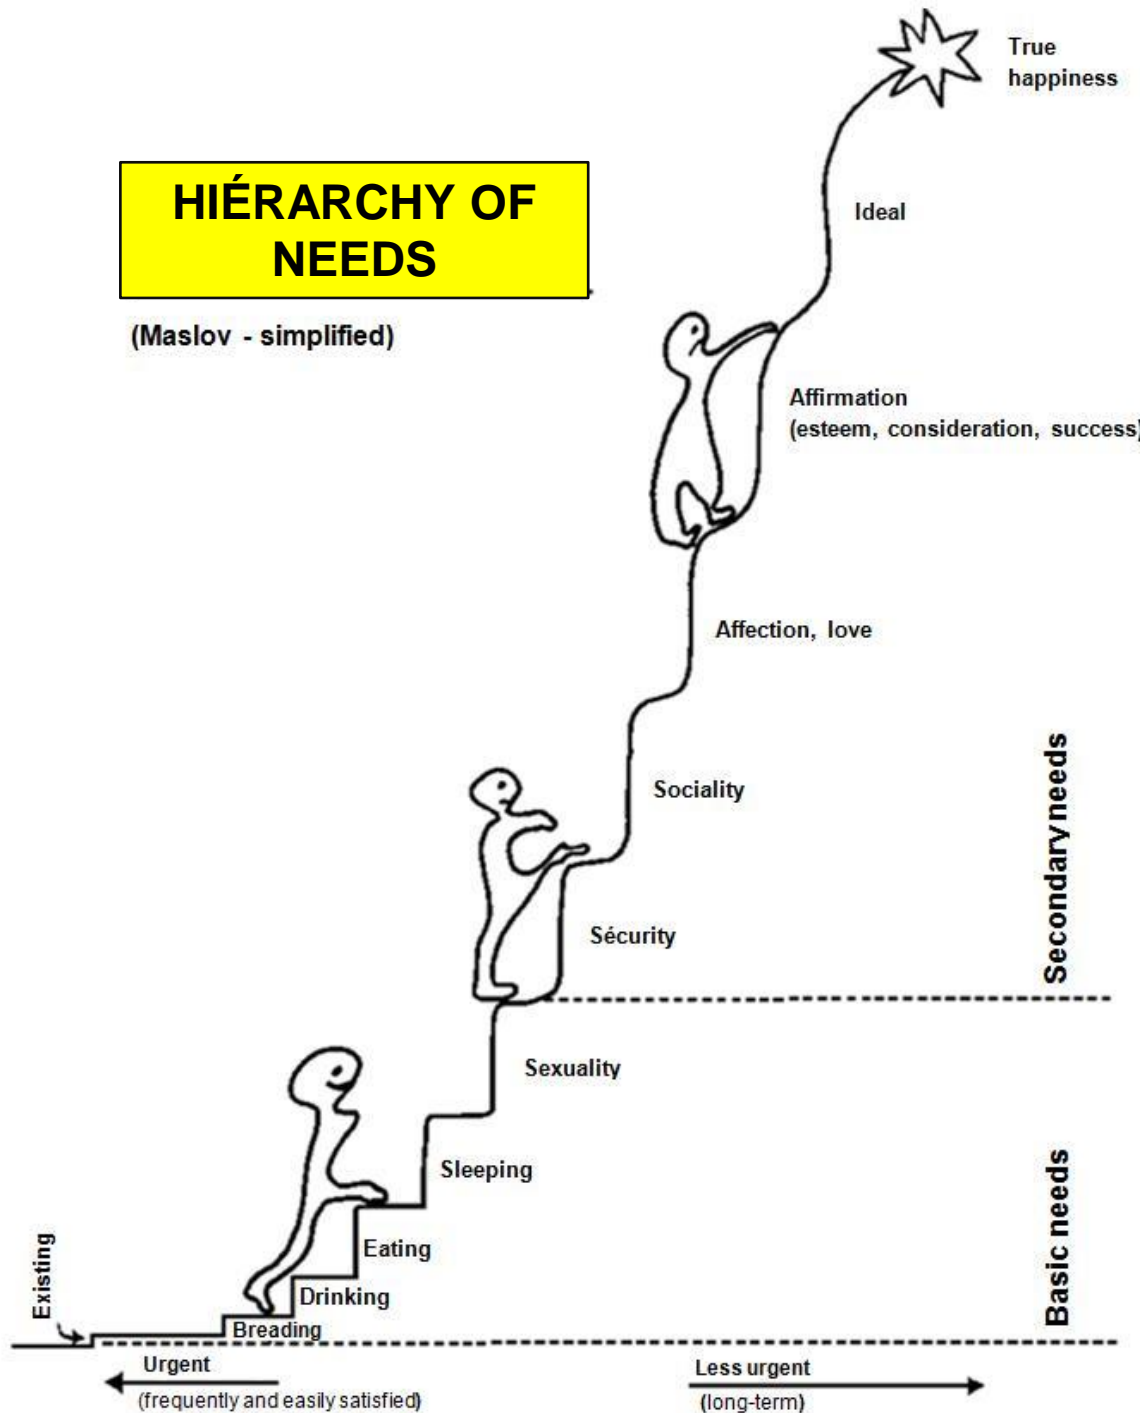 True
happiness
HIÉRARCHY OF
NEEDS
Ideal
(Maslov - simplified)
Affirmation
(esteem, consideration, success)
Affection, love
Sociality
Secondary needs
Sécurity
Sexuality
Sleeping
Basic needs
Eating
Existing
Drinking
Breading
Urgent
(frequently and easily satisfied)
Less urgent
(long-term)